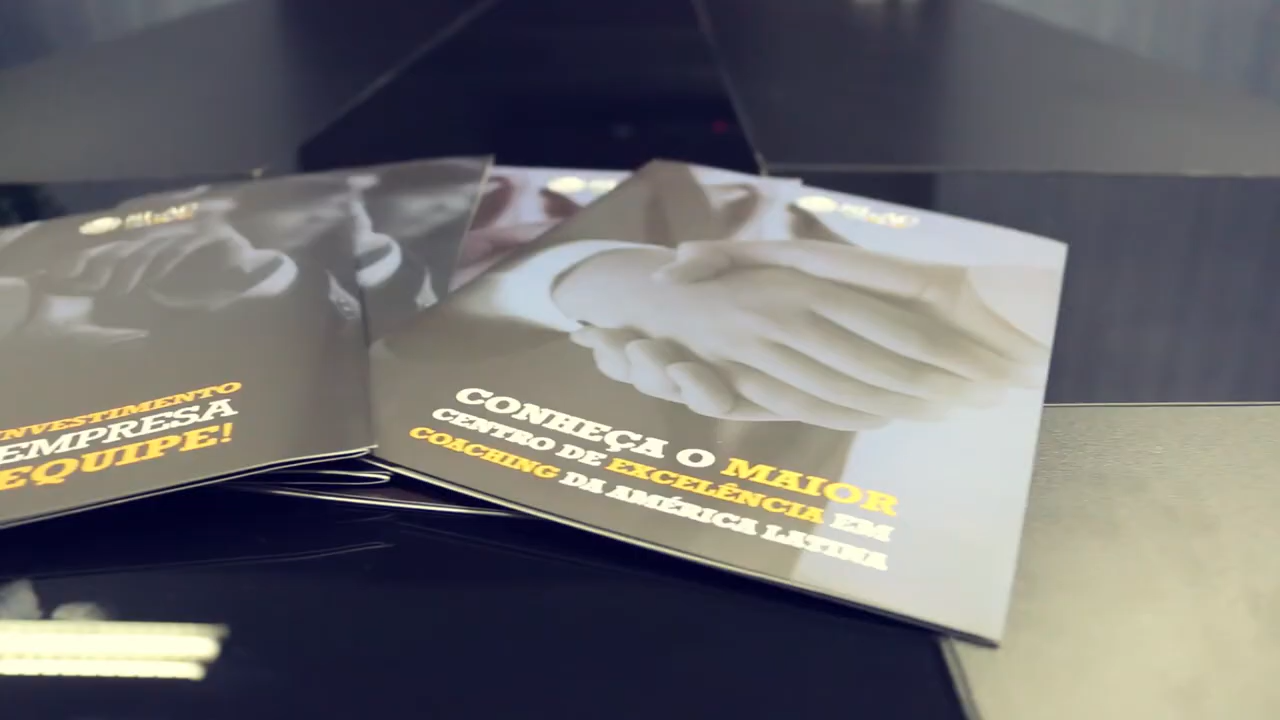 INVESTIMENTO
EMPRESA
EQUIPE!
CONHEÇA O MAIOR
CENTRO DE EXCELÊNCIA EM
COACHING DA AMÉRICA LATINA